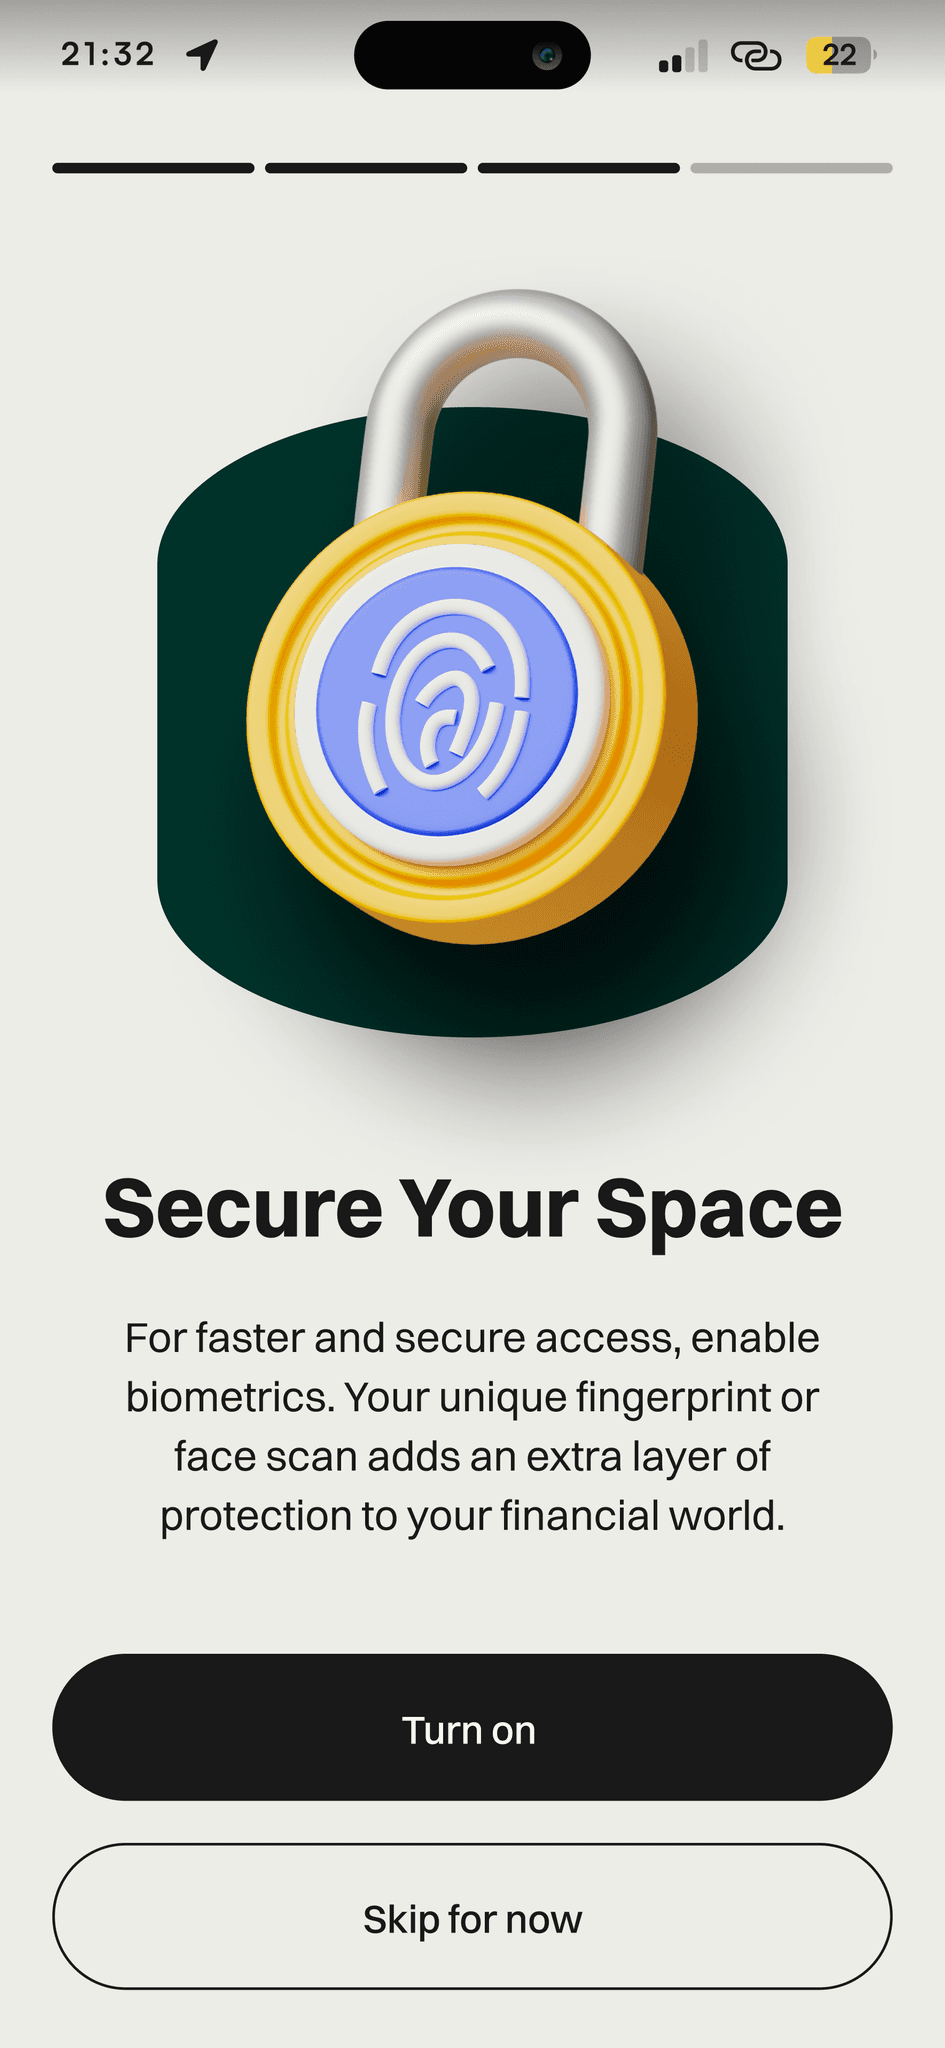 21:32
22
Secure Your Space
For faster and secure access, enable
biometrics. Your unique fingerprint or
face scan adds an extra layer of
protection to your financial world.
Turn on
Skip for now